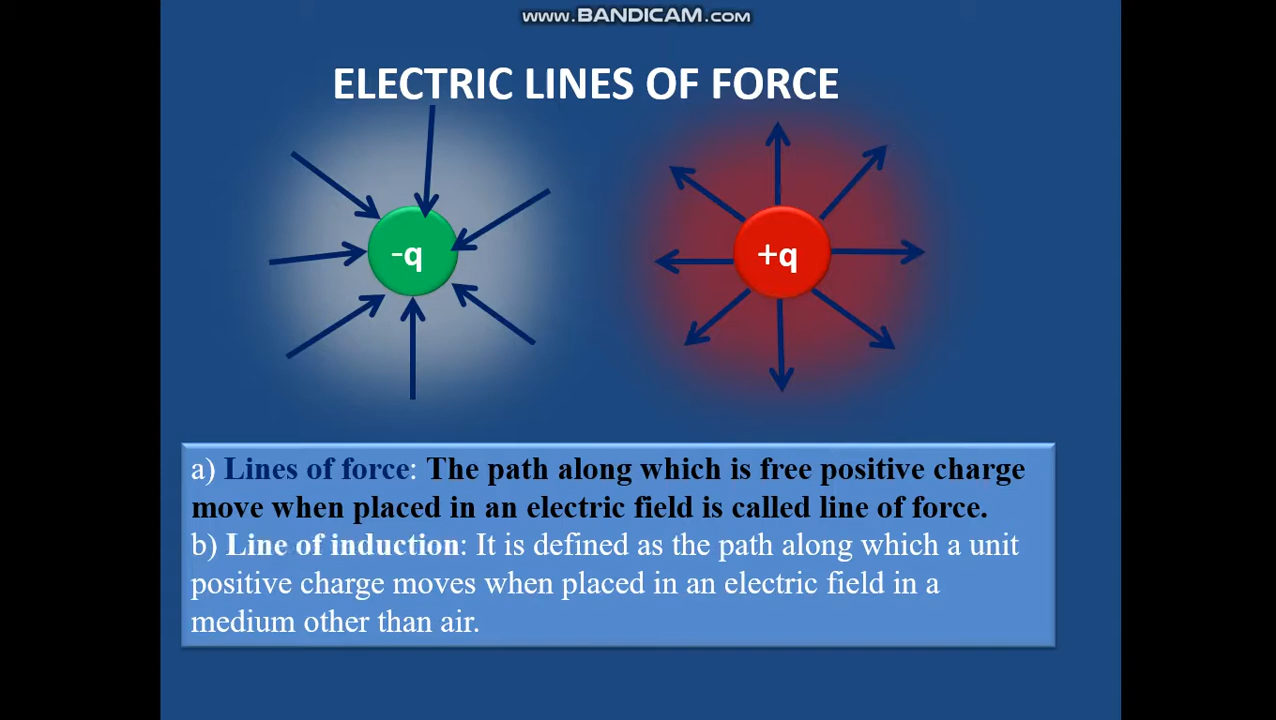 www.BANDICAM.com
ELECTRIC LINES OF FORCE
-q
+q
a) Lines of force: The path along which is free positive charge
move when placed in an electric field is called line of force.
b) Line of induction: It is defined as the path along which a unit
positive charge moves when placed in an electric field in a
medium other than air.